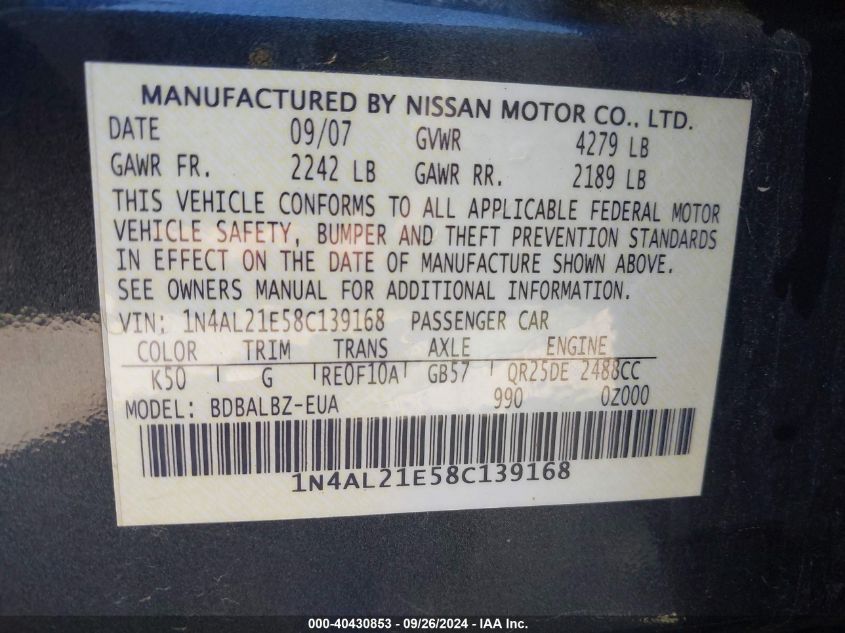 MANUFACTURED BY NISSAN MOTOR CO., LTD.
DATE 09/07 GVWR 4279 LB
GAWR FR. 2242 LB GAWR RR. 2189 LB
THIS VEHICLE CONFORMS TO ALL APPLICABLE FEDERAL MOTOR
VEHICLE SAFETY, BUMPER AND THEFT PREVENTION STANDARDS
IN EFFECT ON THE DATE OF MANUFACTURE SHOWN ABOVE.
SEE OWNERS MANUAL FOR ADDITIONAL INFORMATION.
VIN: 1N4AL21E58C139168 PASSENGER CAR
COLOR TRIM TRANS AXLE ENGINE
K50 G RE0F10A GB57 QR25DE 2488CC
MODEL: BDBALBZ-EUA 990 0Z000
1N4AL21E58C139168
000-40430853 - 09/26/2024 - IAA Inc.